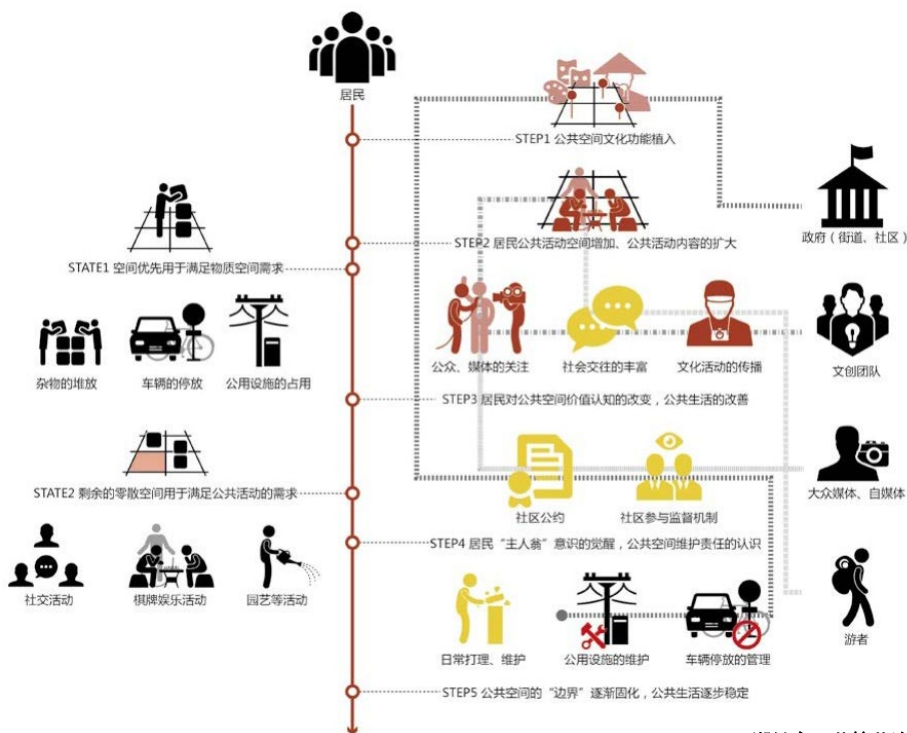 居民
STEP1 公共空间文化功能植入
政府（街道、社区）
STEP2 居民公共活动空间增加、公共活动内容的扩大
STATE1 空间优先用于满足物质空间需求
杂物的堆放
车辆的停放
公用设施的占用
公众、媒体的关注
社会交往的丰富
文化活动的传播
文创团队
STEP3 居民对公共空间价值认知的改变，公共生活的改善
STATE2 剩余的零散空间用于满足公共活动的需求
社区公约
社区参与监督机制
大众媒体、自媒体
STEP4 居民“主人翁”意识的觉醒，公共空间维护责任的认识
社交活动
棋牌娱乐活动
园艺等活动
日常打理、维护
公用设施的维护
车辆停放的管理
游者
STEP5 公共空间的“边界”逐渐固化，公共生活逐步稳定